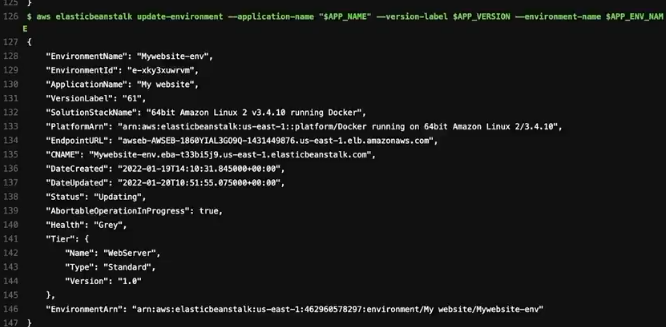 125 }
126 $ aws elasticbeanstalk update-environment --application-name "$APP_NAME" --version-label $APP_VERSION --environment-name $APP_ENV_NAM
E
127 {
128 "EnvironmentName": "Mywebsite-env",
129 "EnvironmentId": "e-xky3xuwrvm",
130 "ApplicationName": "My website",
131 "VersionLabel": "61",
132 "SolutionStackName": "64bit Amazon Linux 2 v3.4.10 running Docker",
133 "PlatformArn": "arn:aws:elasticbeanstalk:us-east-1::platform/Docker running on 64bit Amazon Linux 2/3.4.10",
134 "EndpointURL": "awseb-AWSEB-1860YIAL3GO9Q-1431449876.us-east-1.elb.amazonaws.com",
135 "CNAME": "Mywebsite-env.eba-t33bi5j9.us-east-1.elasticbeanstalk.com",
136 "DateCreated": "2022-01-19T14:10:31.845000+00:00",
137 "DateUpdated": "2022-01-20T10:51:55.075000+00:00",
138 "Status": "Updating",
139 "AbortableOperationInProgress": true,
140 "Health": "Grey",
141 "Tier": {
142 "Name": "WebServer",
143 "Type": "Standard",
144 "Version": "1.0"
145 },
146 "EnvironmentArn": "arn:aws:elasticbeanstalk:us-east-1:462960578297:environment/My website/Mywebsite-env"
147 }